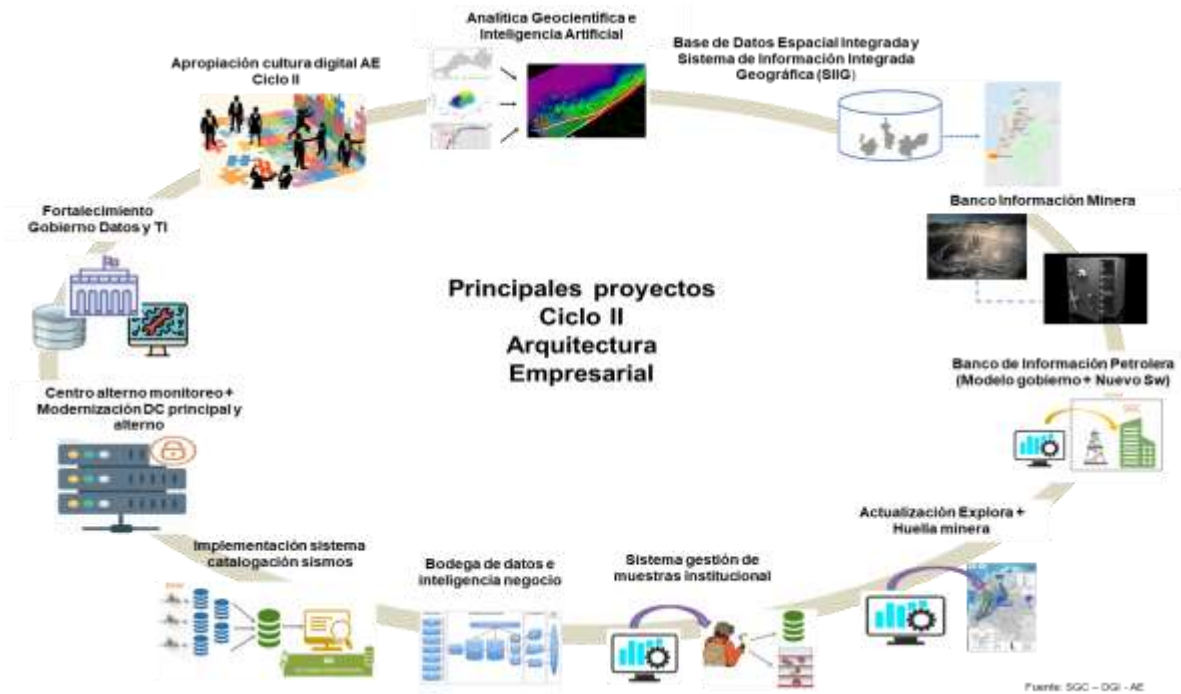 Analítica Geocientífica e
Inteligencia Artificial
Base de Datos Espacial Integrada y
Sistema de Información Integrada
Geográfica (SIIG)
Banco Información Minera
Banco de Información Petrolera
(Modelo gobierno + Nuevo Sw)
SGC
Actualización Explora +
Huella minera
Sistema gestión de
muestras institucional
Bodega de datos e
inteligencia negocio
Implementación sistema
catalogación sismos
Centro alterno monitoreo +
Modernización DC principal y
alterno
Fortalecimiento
Gobierno Datos y TI
Apropiación cultura digital AE
Ciclo II
Principales proyectos
Ciclo II
Arquitectura
Empresarial
Fuente: SGC – DGI - AE